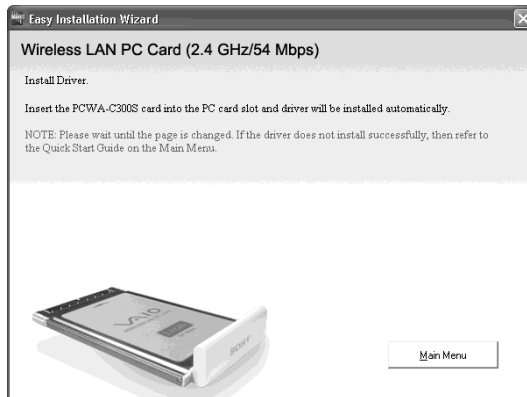 Easy Installation Wizard
Wireless LAN PC Card (2.4 GHz/54 Mbps)
Install Driver.
Insert the PCWA-C300S card into the PC card slot and driver will be installed automatically.
NOTE: Please wait until the page is changed. If the driver does not install successfully, then refer to
the Quick Start Guide on the Main Menu.
VAIO
SONY
Main Menu